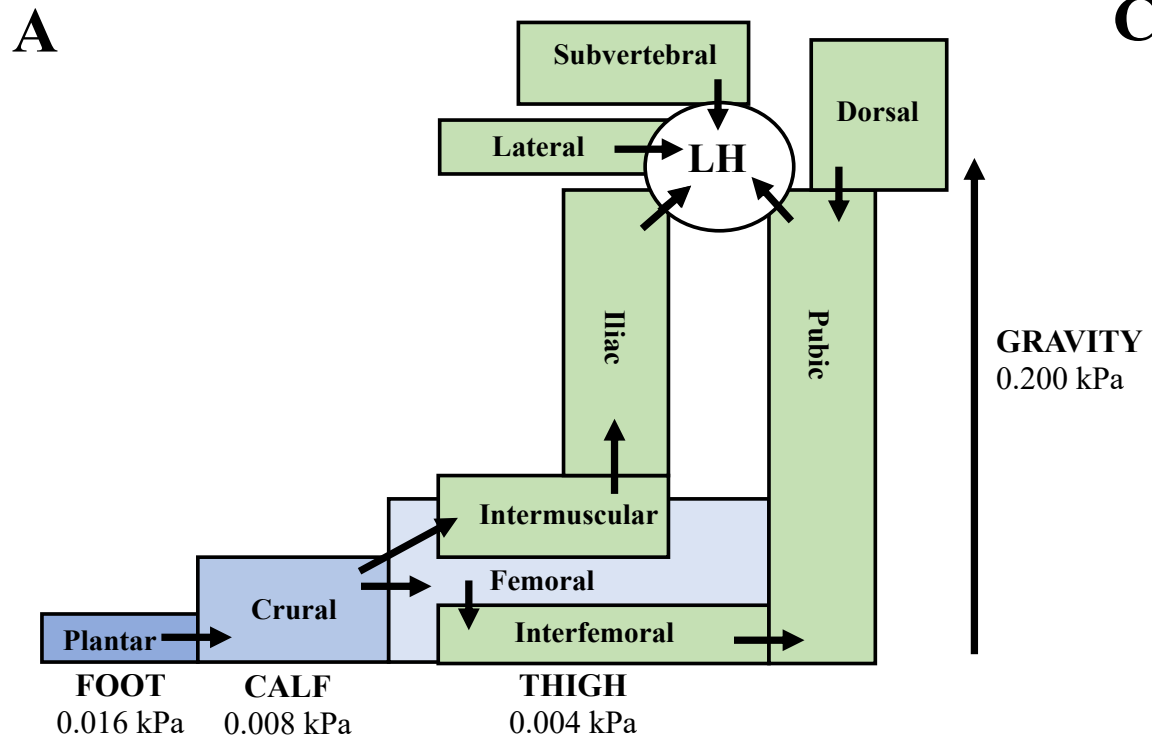 A
C
Subvertebral
Dorsal
Lateral
LH
Iliac
Pubic
GRAVITY
0.200 kPa
Intermuscular
Femoral
Crural
Interfemoral
Plantar
FOOT
0.016 kPa
CALF
0.008 kPa
THIGH
0.004 kPa